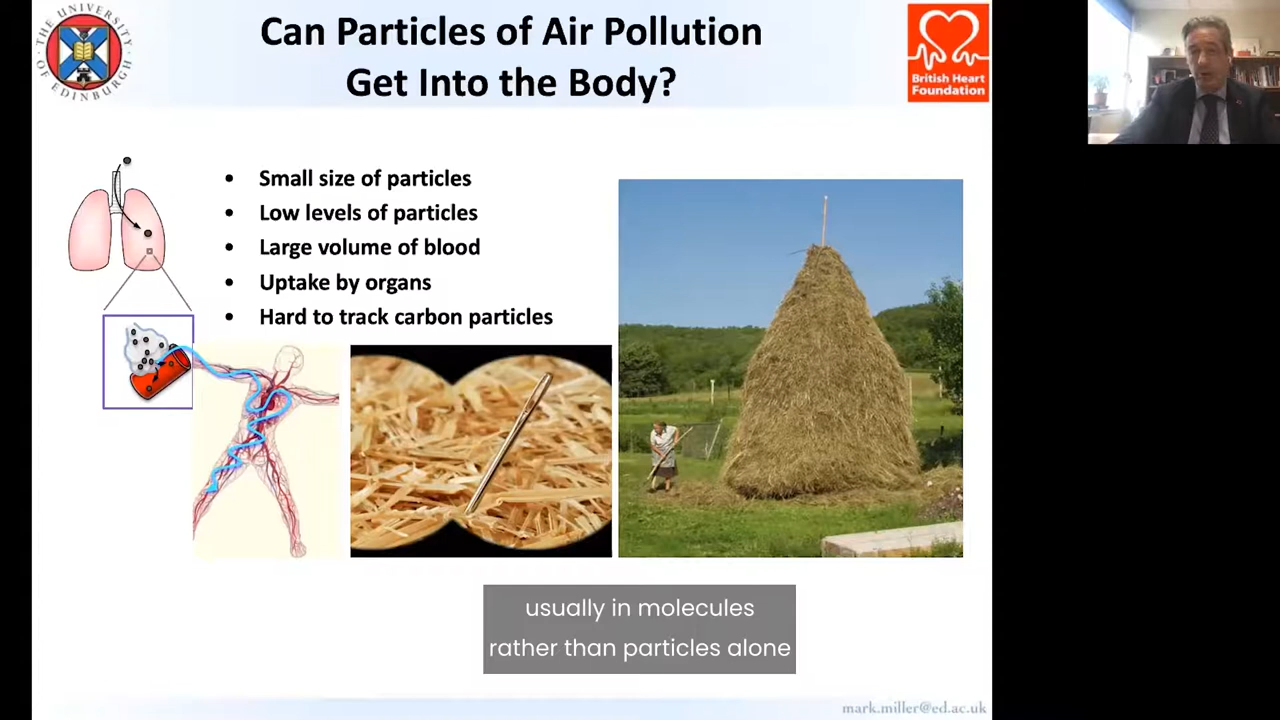 Can Particles of Air Pollution
Get Into the Body?
THE UNIVERSITY
OF EDINBURGH
British Heart
Foundation
• Small size of particles
• Low levels of particles
• Large volume of blood
• Uptake by organs
• Hard to track carbon particles
usually in molecules
rather than particles alone
mark.miller@ed.ac.uk